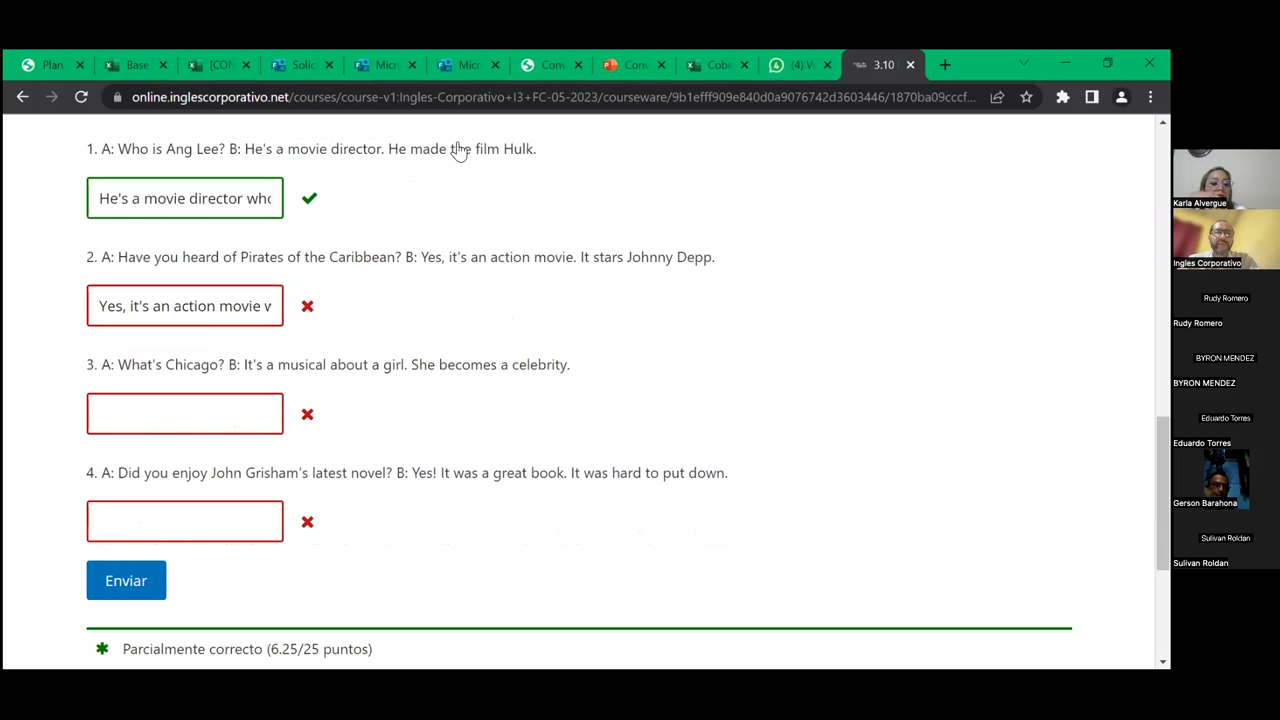 Plan
Base
[CON
Solic
Micr
Micr
Conv
Conv
Cob
(4) W
3.10
online.inglescorporativo.net/courses/course-v1:Ingles-Corporativo+I3+FC-05-2023/courseware/9b1efff909e840d0a9076742d3603446/1870ba09cccf...
1. A: Who is Ang Lee? B: He's a movie director. He made the film Hulk.
He's a movie director who
2. A: Have you heard of Pirates of the Caribbean? B: Yes, it's an action movie. It stars Johnny Depp.
Yes, it's an action movie w
3. A: What's Chicago? B: It's a musical about a girl. She becomes a celebrity.
4. A: Did you enjoy John Grisham's latest novel? B: Yes! It was a great book. It was hard to put down.
Enviar
Parcialmente correcto (6.25/25 puntos)
Karla Alvergue
Ingles Corporativo
Rudy Romero
Rudy Romero
BYRON MENDEZ
BYRON MENDEZ
Eduardo Torres
Eduardo Torres
Gerson Barahona
Sulivan Roldan
Sulivan Roldan